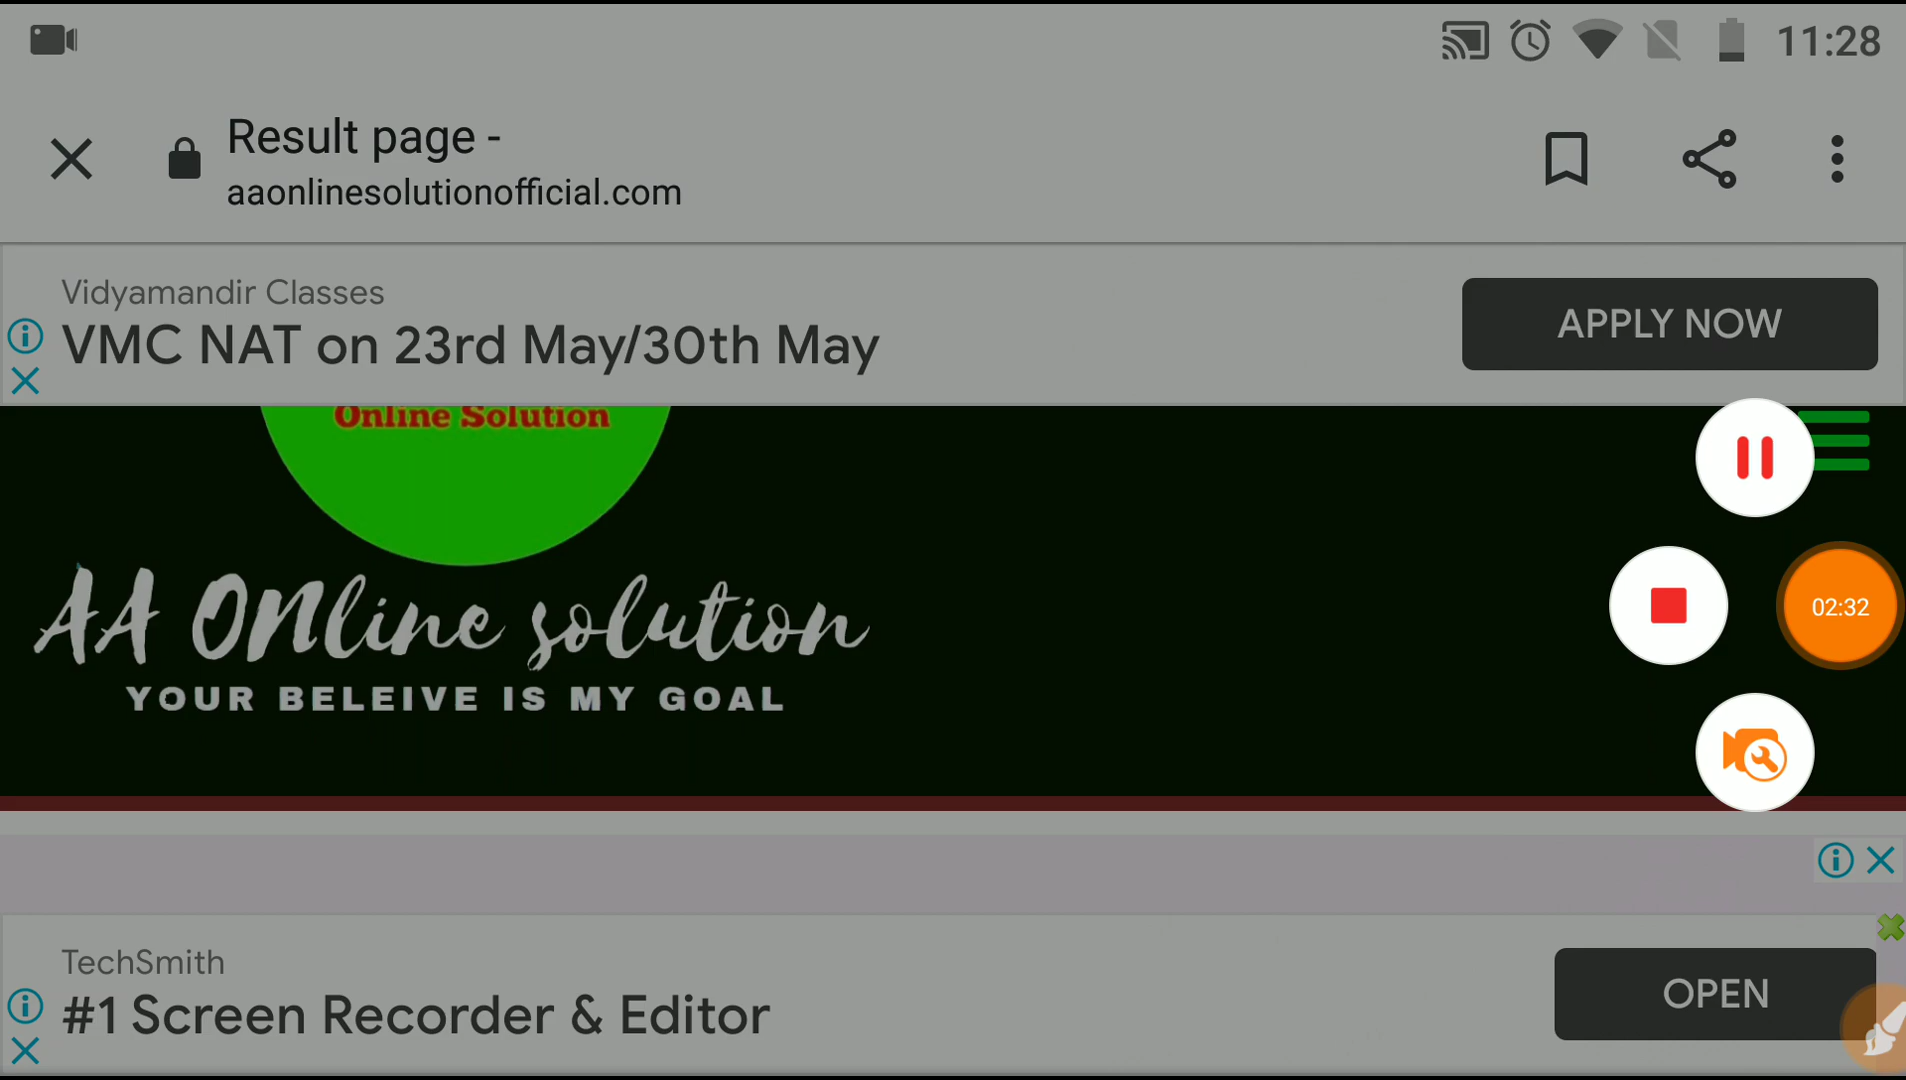 11:28
Result page -
aaonlinesolutionofficial.com
Vidyamandir Classes
VMC NAT on 23rd May/30th May
APPLY NOW
Online Solution
AA ONline solution
YOUR BELEIVE IS MY GOAL
02:32
TechSmith
#1 Screen Recorder & Editor
OPEN